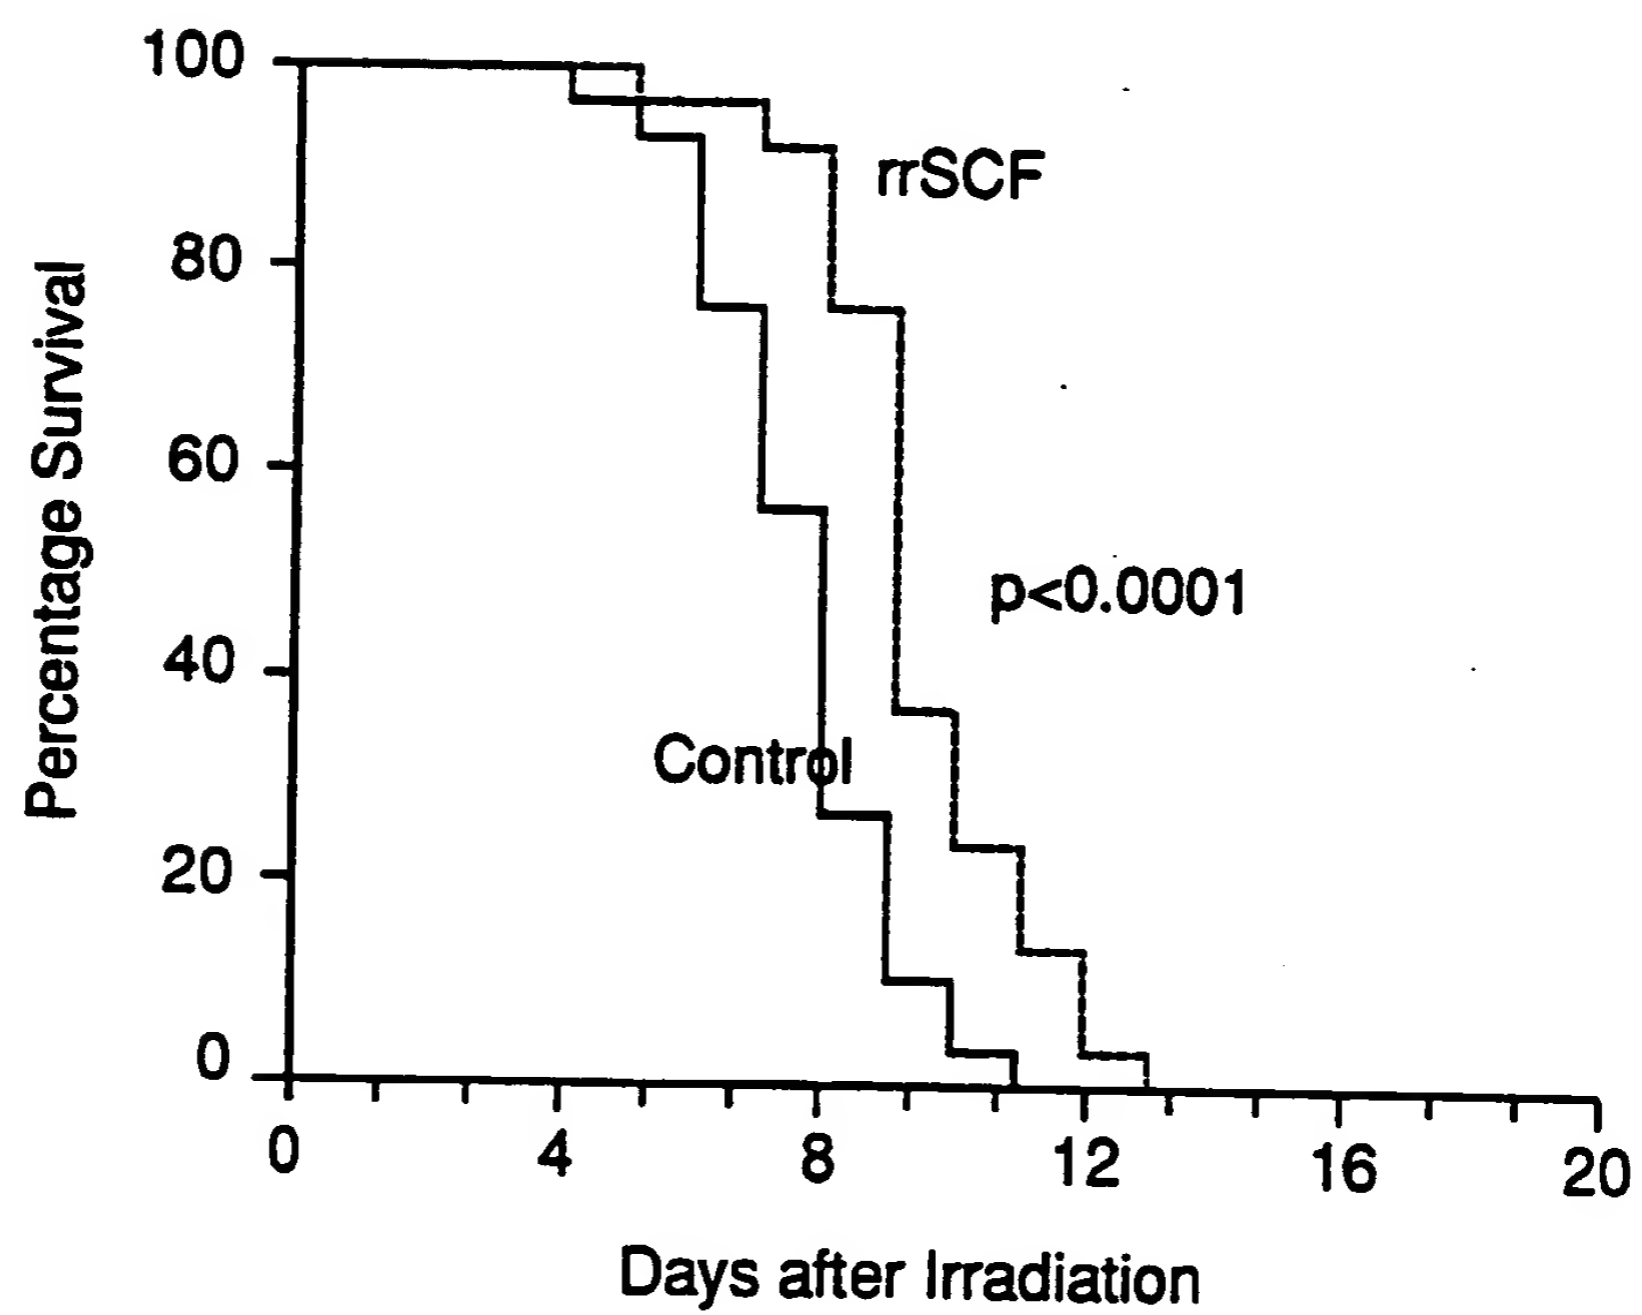 100
80
60
40
20
0
Percentage Survival
rrSCF
p<0.0001
Control
0 4 8 12 16 20
Days after Irradiation